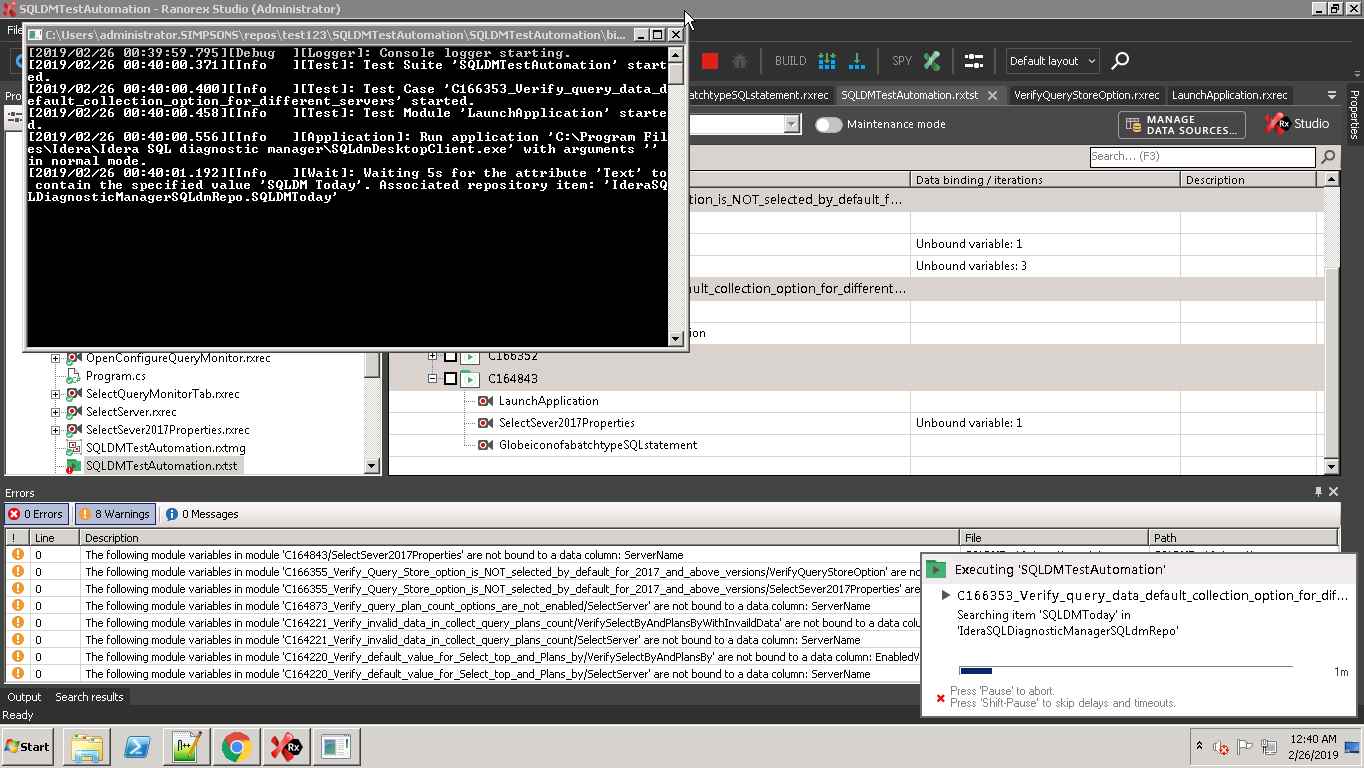 SQLDMTestAutomation - Ranorex Studio (Administrator)
C:\Users\administrator.SIMPSONS\repos\test123\SQLDMTestAutomation\SQLDMTestAutomation\bi...
[2019/02/26 00:39:59.795][Debug ][Logger]: Console logger starting.
[2019/02/26 00:40:00.371][Info ][Test]: Test Suite 'SQLDMTestAutomation' start
ed.
[2019/02/26 00:40:00.400][Info ][Test]: Test Case 'C166353_Verify_query_data_d
efault_collection_option_for_different_servers' started.
[2019/02/26 00:40:00.458][Info ][Test]: Test Module 'LaunchApplication' starte
d.
[2019/02/26 00:40:00.556][Info ][Application]: Run application 'C:\Program Fil
es\Idera\Idera SQL diagnostic manager\SQLdmDesktopClient.exe' with arguments ''
in normal mode.
[2019/02/26 00:40:01.192][Info ][Wait]: Waiting 5s for the attribute 'Text' to
contain the specified value 'SQLDM Today'. Associated repository item: 'IderaSQ
LDiagnosticManagerSQLdmRepo.SQLDMToday'
BUILD
SPY
Default layout
atchtypeSQLstatement.rxrec
SQLDMTestAutomation.rxtst
VerifyQueryStoreOption.rxrec
LaunchApplication.rxrec
Properties
Maintenance mode
MANAGE
DATA SOURCES...
Rx Studio
Search... (F3)
Data binding / iterations
Description
tion_is_NOT_selected_by_default_f...
Unbound variable: 1
Unbound variables: 3
ult_collection_option_for_different...
ion
C166352
C164843
LaunchApplication
SelectSever2017Properties
Unbound variable: 1
GlobeiconofabatchtypeSQLstatement
OpenConfigureQueryMonitor.rxrec
Program.cs
SelectQueryMonitorTab.rxrec
SelectServer.rxrec
SelectSever2017Properties.rxrec
SQLDMTestAutomation.rxtmg
SQLDMTestAutomation.rxtst
Errors
0 Errors
8 Warnings
0 Messages
!
Line
Description
File
Path
0 The following module variables in module 'C164843/SelectSever2017Properties' are not bound to a data column: ServerName
0 The following module variables in module 'C166355_Verify_Query_Store_option_is_NOT_selected_by_default_for_2017_and_above_versions/VerifyQueryStoreOption' are no
0 The following module variables in module 'C166355_Verify_Query_Store_option_is_NOT_selected_by_default_for_2017_and_above_versions/SelectSever2017Properties' are
0 The following module variables in module 'C164873_Verify_query_plan_count_options_are_not_enabled/SelectServer' are not bound to a data column: ServerName
0 The following module variables in module 'C164221_Verify_invalid_data_in_collect_query_plans_count/VerifySelectByAndPlansByWithInvaildData' are not bound to a data colu
0 The following module variables in module 'C164221_Verify_invalid_data_in_collect_query_plans_count/SelectServer' are not bound to a data column: ServerName
0 The following module variables in module 'C164220_Verify_default_value_for_Select_top_and_Plans_by/VerifySelectByAndPlansBy' are not bound to a data column: EnabledV
0 The following module variables in module 'C164220_Verify_default_value_for_Select_top_and_Plans_by/SelectServer' are not bound to a data column: ServerName
Executing 'SQLDMTestAutomation'
C166353_Verify_query_data_default_collection_option_for_dif...
Searching item 'SQLDMToday' in
'IderaSQLDiagnosticManagerSQLdmRepo'
1m
Press 'Pause' to abort.
Press 'Shift-Pause' to skip delays and timeouts.
Output
Search results
Ready
Start
Rx
12:40 AM
2/26/2019